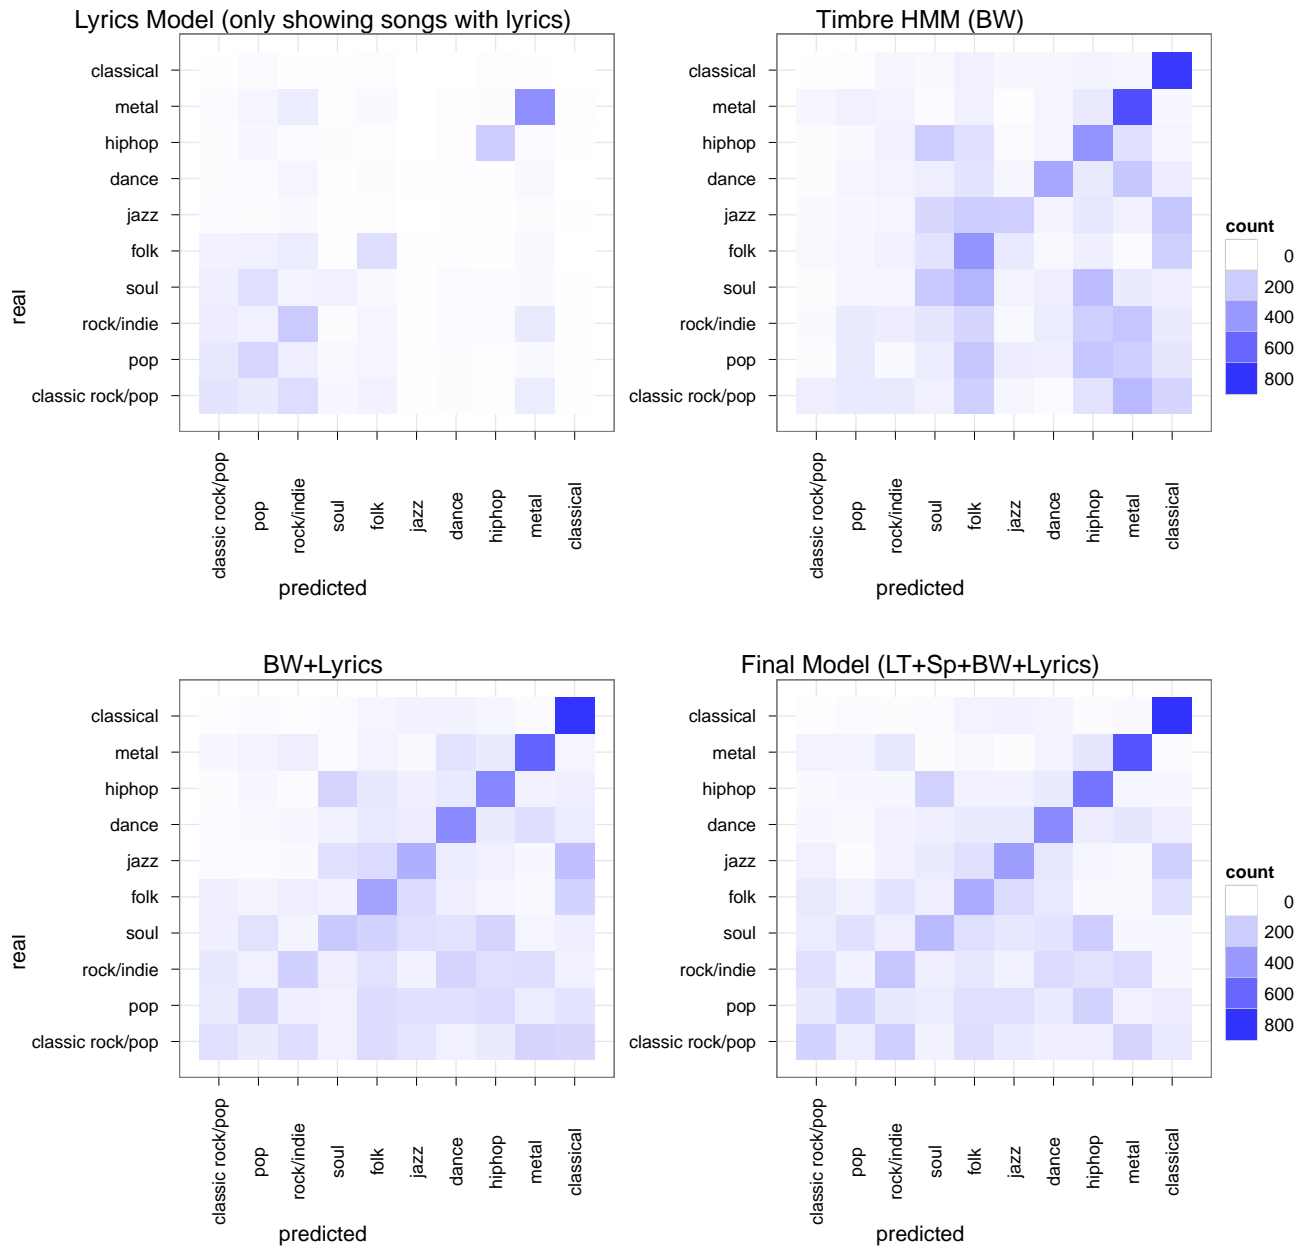 Lyrics Model (only showing songs with lyrics)
classical
metal
hiphop
dance
jazz
folk
soul
rock/indie
pop
classic rock/pop
real
classic rock/pop
pop
rock/indie
soul
folk
jazz
dance
hiphop
metal
classical
predicted
Timbre HMM (BW)
classical
metal
hiphop
dance
jazz
folk
soul
rock/indie
pop
classic rock/pop
classic rock/pop
pop
rock/indie
soul
folk
jazz
dance
hiphop
metal
classical
predicted
count
0
200
400
600
800
BW+Lyrics
classical
metal
hiphop
dance
jazz
folk
soul
rock/indie
pop
classic rock/pop
real
classic rock/pop
pop
rock/indie
soul
folk
jazz
dance
hiphop
metal
classical
predicted
Final Model (LT+Sp+BW+Lyrics)
classical
metal
hiphop
dance
jazz
folk
soul
rock/indie
pop
classic rock/pop
classic rock/pop
pop
rock/indie
soul
folk
jazz
dance
hiphop
metal
classical
predicted
count
0
200
400
600
800